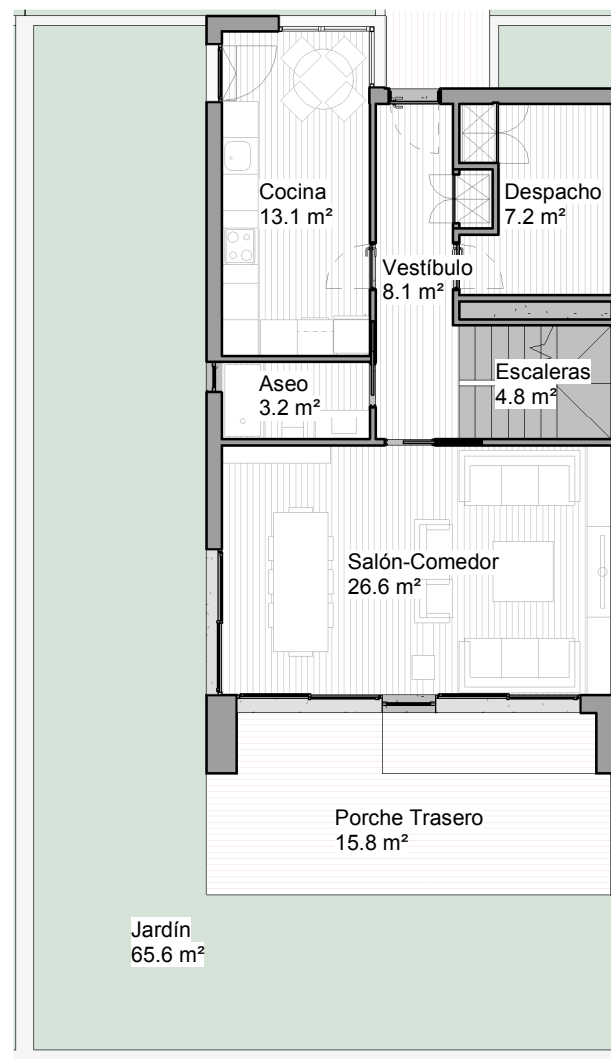 Cocina
13.1 m²
Despacho
7.2 m²
Vestíbulo
8.1 m²
Escaleras
4.8 m²
Aseo
3.2 m²
Salón-Comedor
26.6 m²
Porche Trasero
15.8 m²
Jardín
65.6 m²